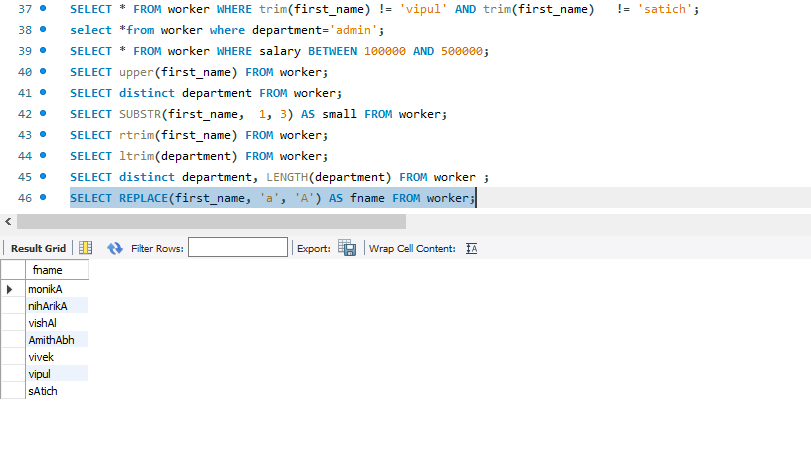 37 SELECT * FROM worker WHERE trim(first_name) != 'vipul' AND trim(first_name)   != 'satich';
38 select *from worker where department='admin';
39 SELECT * FROM worker WHERE salary BETWEEN 100000 AND 500000;
40 SELECT upper(first_name) FROM worker;
41 SELECT distinct department FROM worker;
42 SELECT SUBSTR(first_name,  1, 3) AS small FROM worker;
43 SELECT rtrim(first_name) FROM worker;
44 SELECT ltrim(department) FROM worker;
45 SELECT distinct department, LENGTH(department) FROM worker ;
46 SELECT REPLACE(first_name, 'a', 'A') AS fname FROM worker;
Result Grid Filter Rows: Export: Wrap Cell Content: IA
fname
monikA
nihArikA
vishAl
AmithAbh
vivek
vipul
sAtich